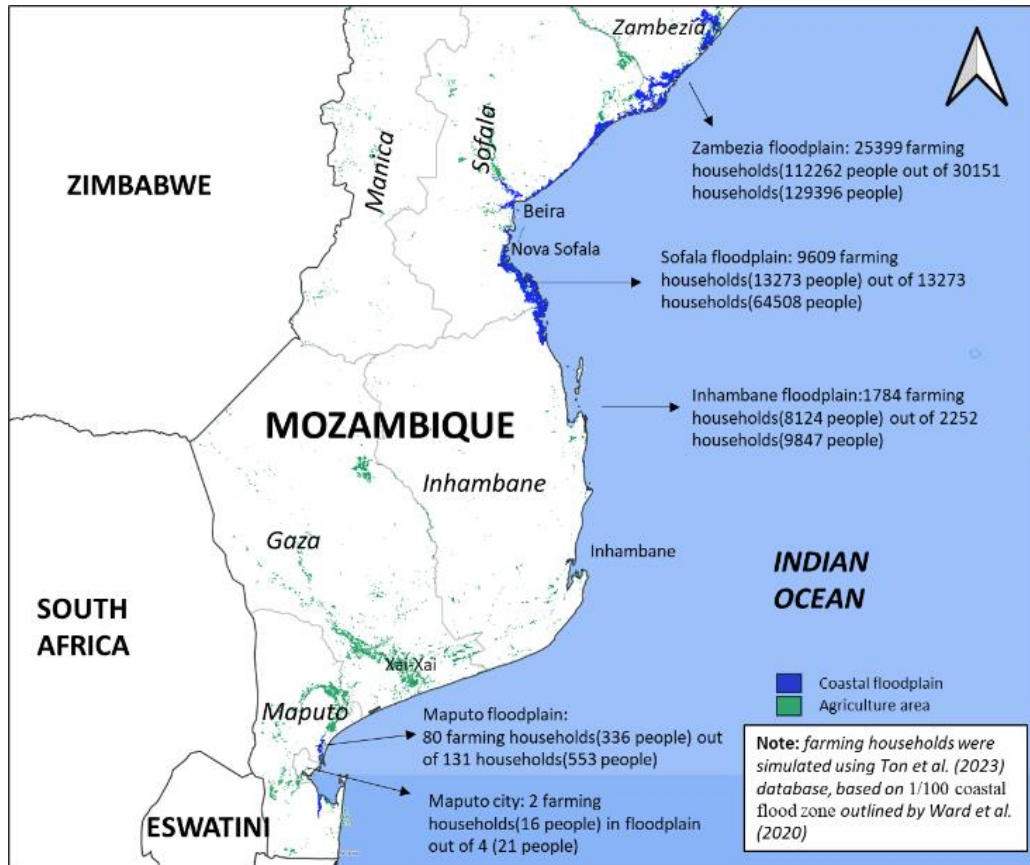 Zambezia
Zambezia floodplain: 25399 farming
households(112262 people out of 30151
households(129396 people)
ZIMBABWE
Manica
Sofala
Beira
Nova Sofala
Sofala floodplain: 9609 farming
households(13273 people) out of 13273
households(64508 people)
Inhambane floodplain:1784 farming
households(8124 people) out of 2252
households(9847 people)
MOZAMBIQUE
Inhambane
Gaza
Inhambane
INDIAN
OCEAN
SOUTH
AFRICA
Xai-Xai
Maputo
Coastal floodplain
Agriculture area
Maputo floodplain:
80 farming households(336 people) out
of 131 households(553 people)
Note: farming households were
simulated using Ton et al. (2023)
database, based on 1/100 coastal
flood zone outlined by Ward et al.
(2020)
Maputo city: 2 farming
households(16 people) in floodplain
out of 4 (21 people)
ESWATINI